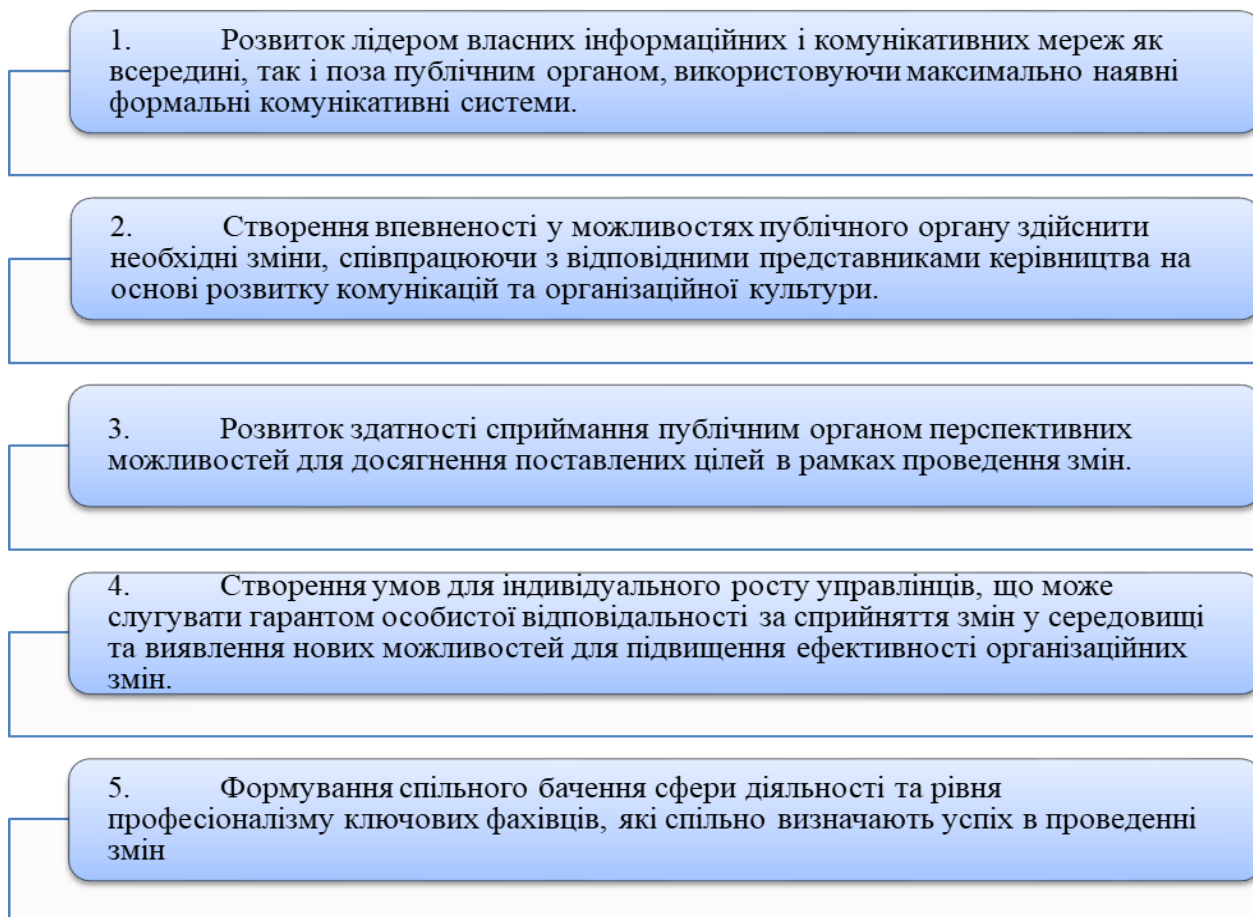 1. Розвиток лідером власних інформаційних і комунікативних мереж як
всередині, так і поза публічним органом, використовуючи максимально наявні
формальні комунікативні системи.
2. Створення впевненості у можливостях публічного органу здійснити
необхідні зміни, співпрацюючи з відповідними представниками керівництва на
основі розвитку комунікацій та організаційної культури.
3. Розвиток здатності сприймання публічним органом перспективних
можливостей для досягнення поставлених цілей в рамках проведення змін.
4. Створення умов для індивідуального росту управлінців, що може
слугувати гарантом особистої відповідальності за сприйняття змін у середовищі
та виявлення нових можливостей для підвищення ефективності організаційних
змін.
5. Формування спільного бачення сфери діяльності та рівня
професіоналізму ключових фахівців, які спільно визначають успіх в проведенні
змін